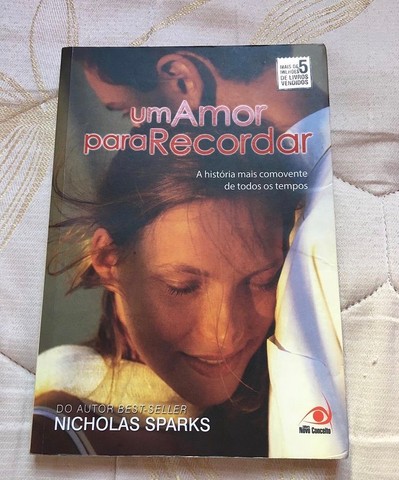 MAIS DE 5
MILHÕES
DE LIVROS
VENDIDOS
um Amor
para Recordar
A história mais comovente
de todos os tempos
DO AUTOR BEST-SELLER
NICHOLAS SPARKS
Novo Conceito